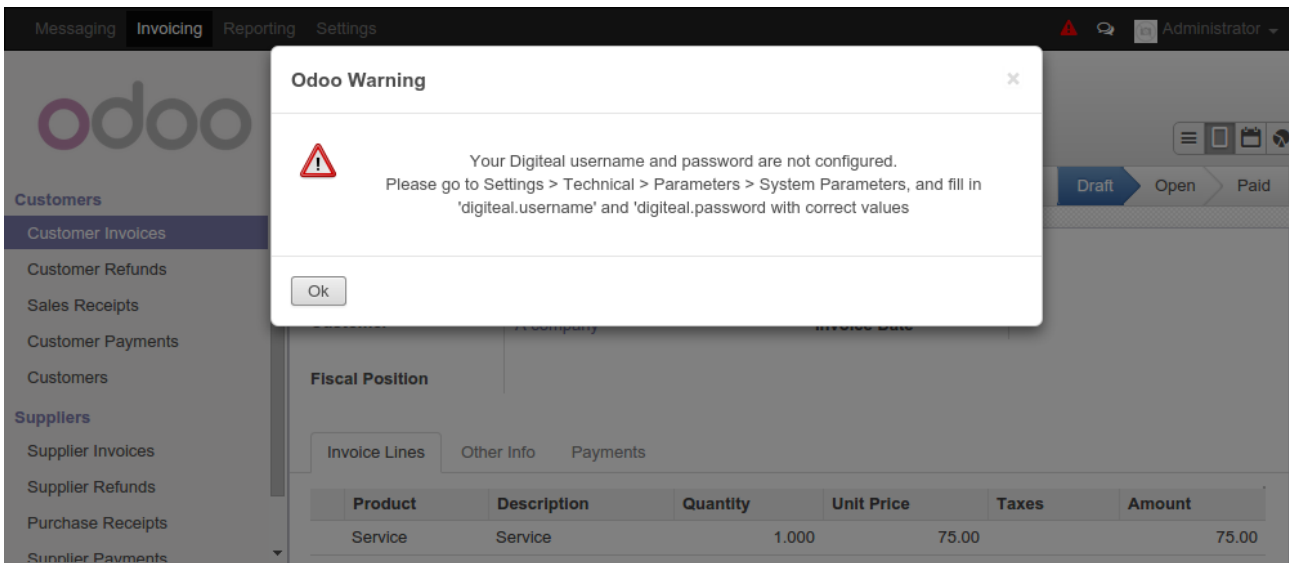 Messaging Invoicing Reporting Settings Administrator
Odoo Warning ×
odoo
Your Digiteal username and password are not configured.
Please go to Settings > Technical > Parameters > System Parameters, and fill in
'digiteal.username' and 'digiteal.password with correct values
Draft Open Paid
Customers
Customer Invoices
Customer Refunds
Ok
Sales Receipts
Customer A company Invoice Date
Customer Payments
Customers
Fiscal Position
Suppliers
Supplier Invoices
Invoice Lines Other Info Payments
Supplier Refunds
Product Description Quantity Unit Price Taxes Amount
Purchase Receipts
Service Service 1.000 75.00 75.00
Supplier Payments